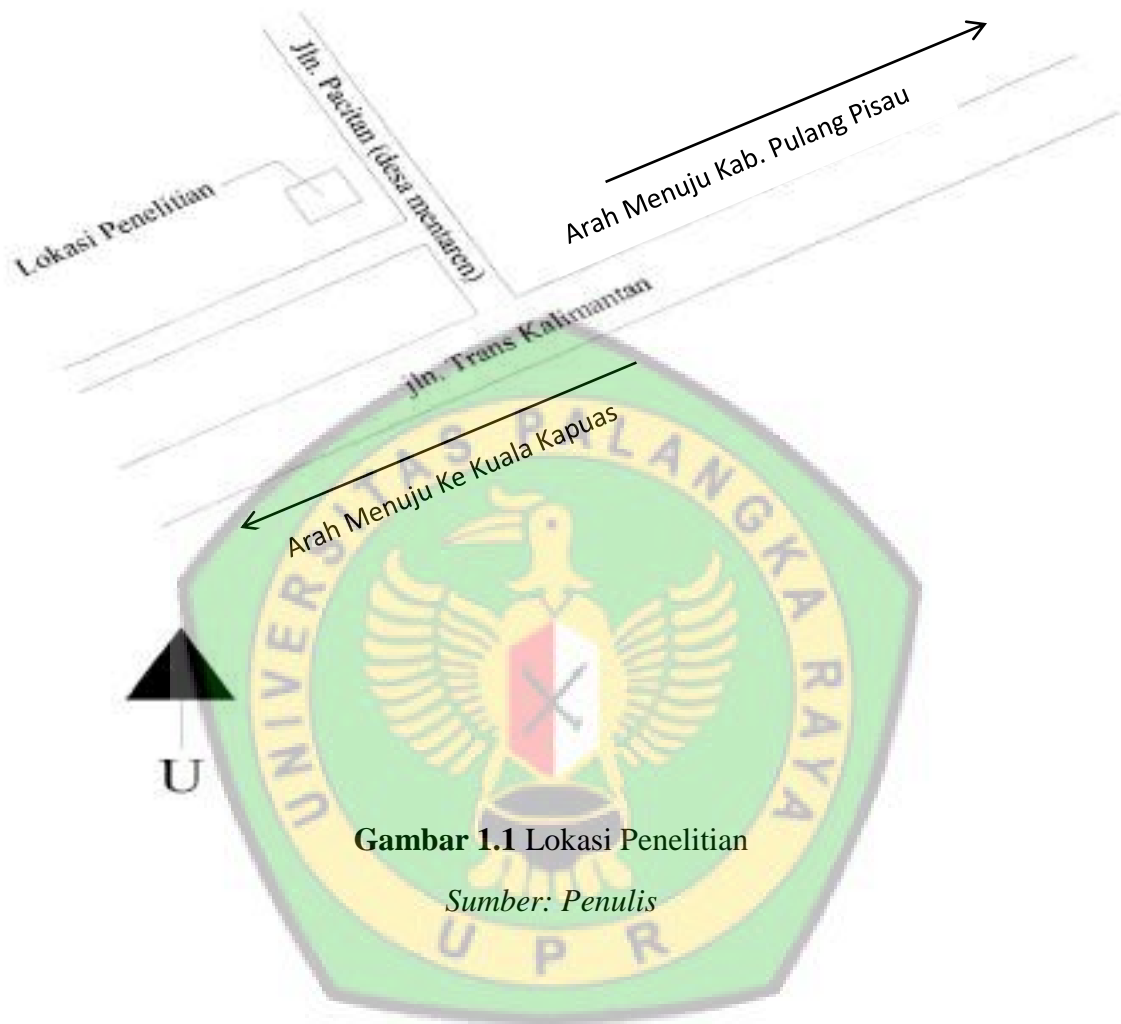 Jln. Pacitan (desa mentaren)
Arah Menuju Kab. Pulang Pisau
Lokasi Penelitian
jln. Trans Kalimantan
Arah Menuju Ke Kuala Kapuas
UNIVERSITAS PALANGKA RAYA
U
Gambar 1.1 Lokasi Penelitian
Sumber: Penulis
U P R